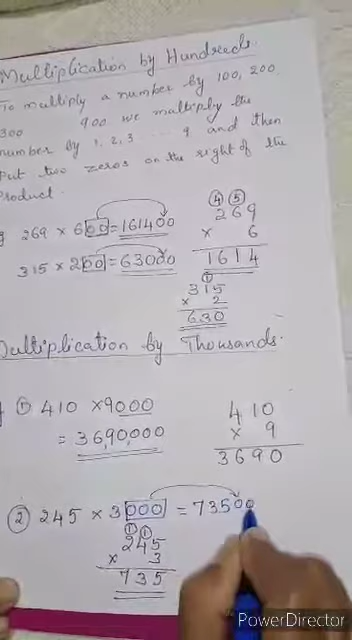 Multiplication by Hundreds.
To multiply a number by 100, 200
300 900 we multiply the
number by 1, 2, 3 .... 9 and then
Put two zeros on the right of the
Product.
g 269 × 600 = 161400
315 × 200 = 63000
④ ⑤
269
× 6
1614
①
315
× 2
630
Multiplication by Thousands.
① 410 × 9000
= 36,90,000
410
× 9
3690
② 245 × 3000 = 73500
① ①
245
× 3
735
PowerDirector